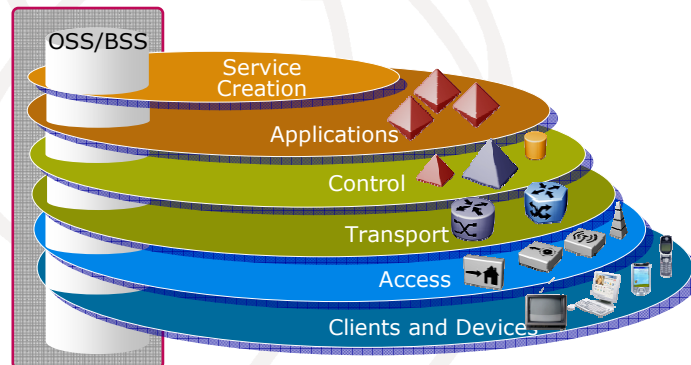 OSS/BSS
Service
Creation
Applications
Control
Transport
Access
Clients and Devices